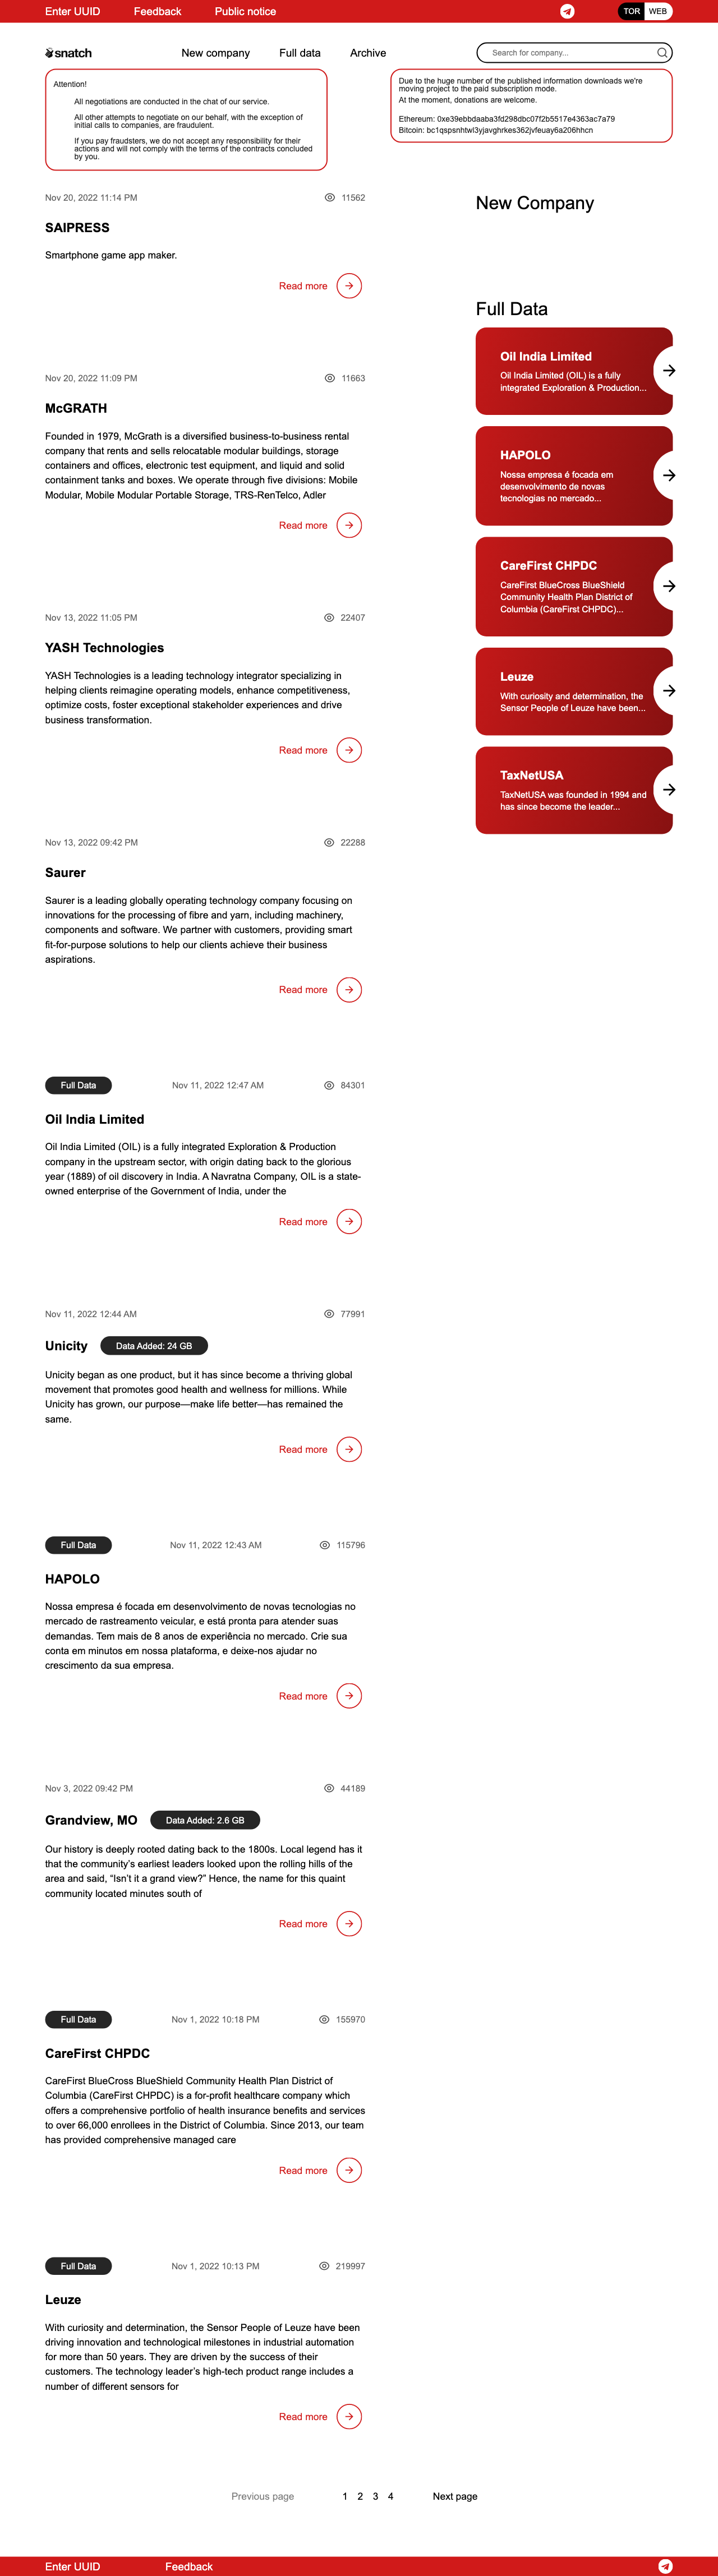 Enter UUID Feedback Public notice TOR WEB
snatch New company Full data Archive Search for company...
Attention!
All negotiations are conducted in the chat of our service.
All other attempts to negotiate on our behalf, with the exception of
initial calls to companies, are fraudulent.
If you pay fraudsters, we do not accept any responsibility for their
actions and will not comply with the terms of the contracts concluded
by you.
Due to the huge number of the published information downloads we're
moving project to the paid subscription mode.
At the moment, donations are welcome.
Ethereum: 0xe39ebbdaaba3fd298dbc07f2b5517e4363ac7a79
Bitcoin: bc1qspsnhtwl3yjavghrkes362jvfeuay6a206hhcn
Nov 20, 2022 11:14 PM 11562
SAIPRESS
Smartphone game app maker.
Read more
Nov 20, 2022 11:09 PM 11663
McGRATH
Founded in 1979, McGrath is a diversified business-to-business rental
company that rents and sells relocatable modular buildings, storage
containers and offices, electronic test equipment, and liquid and solid
containment tanks and boxes. We operate through five divisions: Mobile
Modular, Mobile Modular Portable Storage, TRS-RenTelco, Adler
Read more
Nov 13, 2022 11:05 PM 22407
YASH Technologies
YASH Technologies is a leading technology integrator specializing in
helping clients reimagine operating models, enhance competitiveness,
optimize costs, foster exceptional stakeholder experiences and drive
business transformation.
Read more
Nov 13, 2022 09:42 PM 22288
Saurer
Saurer is a leading globally operating technology company focusing on
innovations for the processing of fibre and yarn, including machinery,
components and software. We partner with customers, providing smart
fit-for-purpose solutions to help our clients achieve their business
aspirations.
Read more
Full Data Nov 11, 2022 12:47 AM 84301
Oil India Limited
Oil India Limited (OIL) is a fully integrated Exploration & Production
company in the upstream sector, with origin dating back to the glorious
year (1889) of oil discovery in India. A Navratna Company, OIL is a state-
owned enterprise of the Government of India, under the
Read more
Nov 11, 2022 12:44 AM 77991
Unicity Data Added: 24 GB
Unicity began as one product, but it has since become a thriving global
movement that promotes good health and wellness for millions. While
Unicity has grown, our purpose—make life better—has remained the
same.
Read more
Full Data Nov 11, 2022 12:43 AM 115796
HAPOLO
Nossa empresa é focada em desenvolvimento de novas tecnologias no
mercado de rastreamento veicular, e está pronta para atender suas
demandas. Tem mais de 8 anos de experiência no mercado. Crie sua
conta em minutos em nossa plataforma, e deixe-nos ajudar no
crescimento da sua empresa.
Read more
Nov 3, 2022 09:42 PM 44189
Grandview, MO Data Added: 2.6 GB
Our history is deeply rooted dating back to the 1800s. Local legend has it
that the community's earliest leaders looked upon the rolling hills of the
area and said, "Isn't it a grand view?" Hence, the name for this quaint
community located minutes south of
Read more
Full Data Nov 1, 2022 10:18 PM 155970
CareFirst CHPDC
CareFirst BlueCross BlueShield Community Health Plan District of
Columbia (CareFirst CHPDC) is a for-profit healthcare company which
offers a comprehensive portfolio of health insurance benefits and services
to over 66,000 enrollees in the District of Columbia. Since 2013, our team
has provided comprehensive managed care
Read more
Full Data Nov 1, 2022 10:13 PM 219997
Leuze
With curiosity and determination, the Sensor People of Leuze have been
driving innovation and technological milestones in industrial automation
for more than 50 years. They are driven by the success of their
customers. The technology leader's high-tech product range includes a
number of different sensors for
Read more
New Company
Full Data
Oil India Limited
Oil India Limited (OIL) is a fully
integrated Exploration & Production...
HAPOLO
Nossa empresa é focada em
desenvolvimento de novas
tecnologias no mercado...
CareFirst CHPDC
CareFirst BlueCross BlueShield
Community Health Plan District of
Columbia (CareFirst CHPDC)...
Leuze
With curiosity and determination, the
Sensor People of Leuze have been...
TaxNetUSA
TaxNetUSA was founded in 1994 and
has since become the leader...
Previous page 1 2 3 4 Next page
Enter UUID Feedback